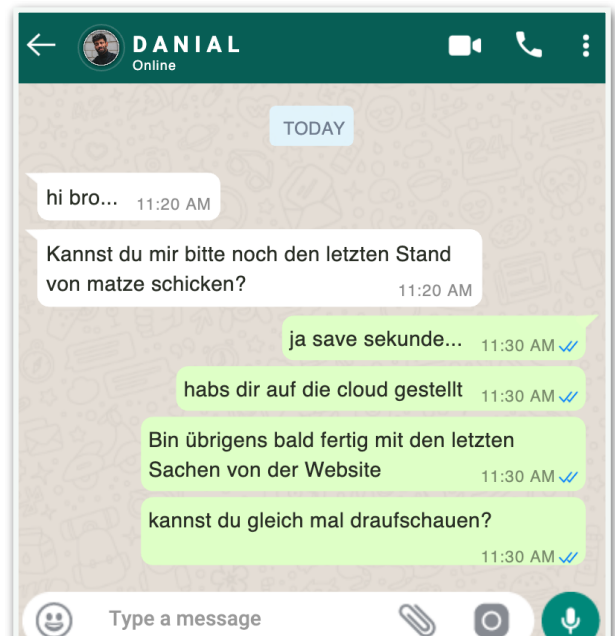 DANIAL
Online
TODAY
hi bro... 11:20 AM
Kannst du mir bitte noch den letzten Stand
von matze schicken? 11:20 AM
ja save sekunde... 11:30 AM
habs dir auf die cloud gestellt 11:30 AM
Bin übrigens bald fertig mit den letzten
Sachen von der Website 11:30 AM
kannst du gleich mal draufschauen?
11:30 AM
Type a message